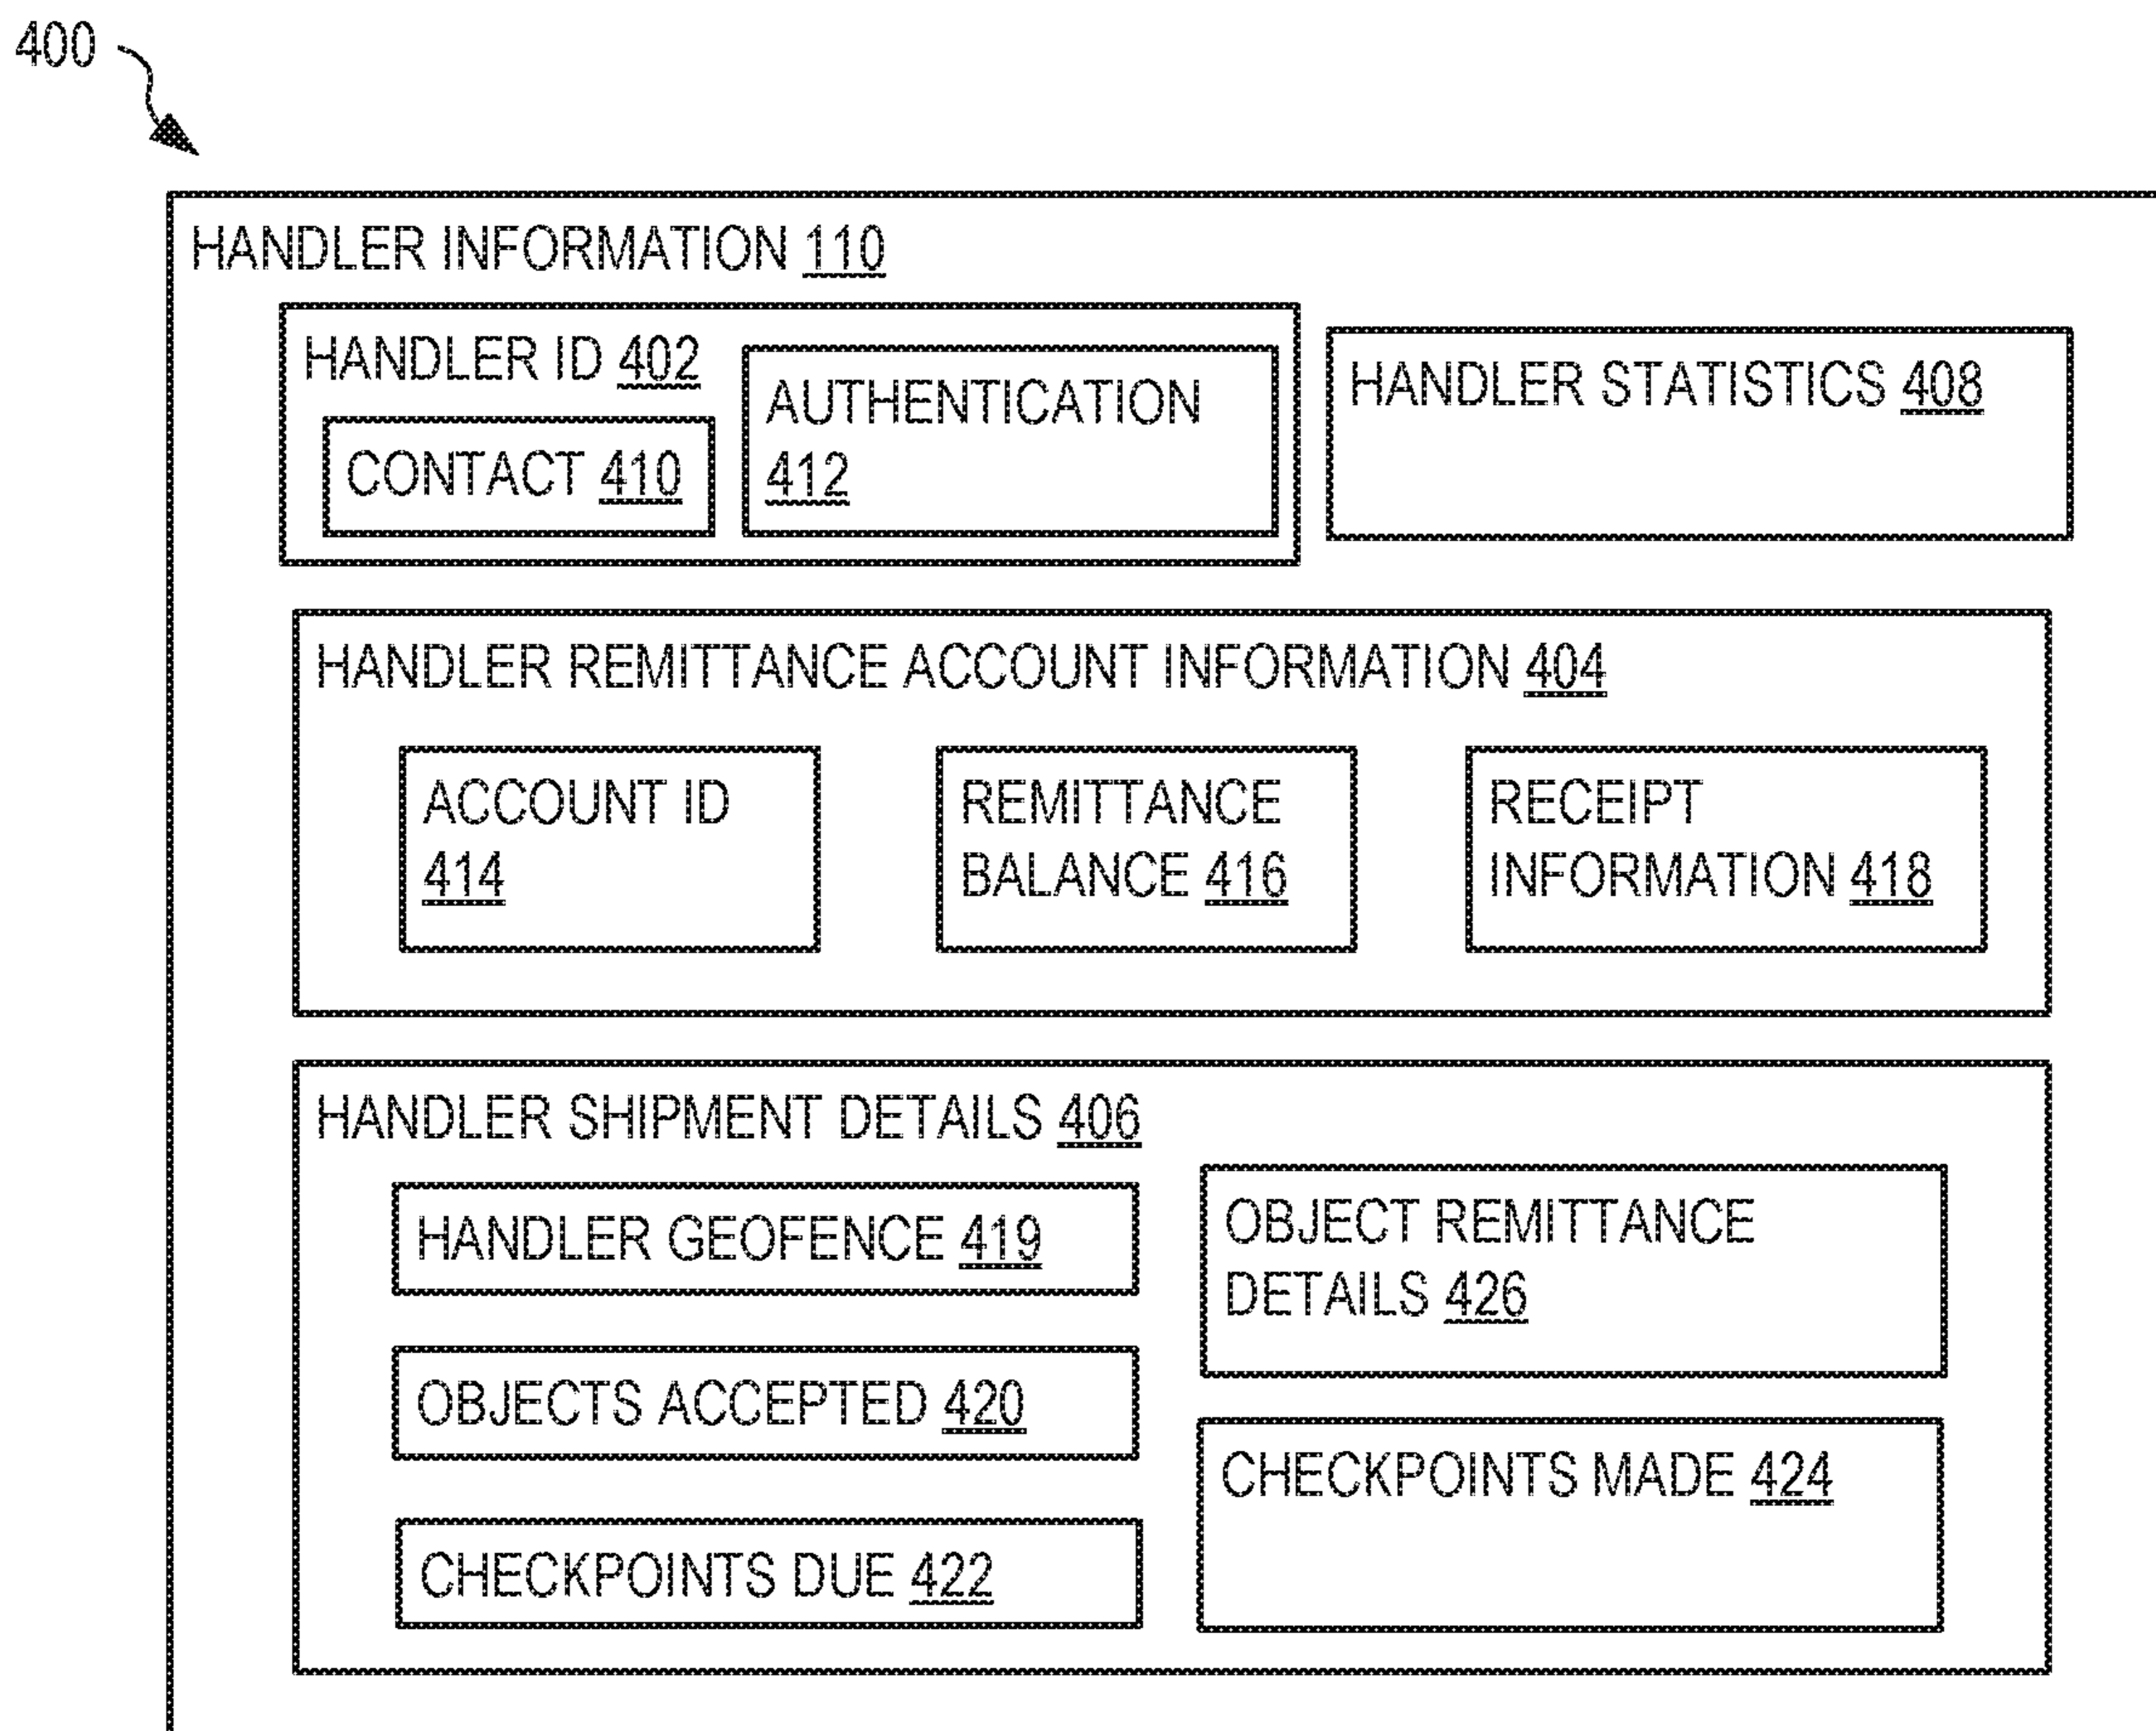 400
HANDLER INFORMATION 110
HANDLER ID 402
CONTACT 410
AUTHENTICATION
412
HANDLER STATISTICS 408
HANDLER REMITTANCE ACCOUNT INFORMATION 404
ACCOUNT ID
414
REMITTANCE
BALANCE 416
RECEIPT
INFORMATION 418
HANDLER SHIPMENT DETAILS 406
HANDLER GEOFENCE 419
OBJECTS ACCEPTED 420
CHECKPOINTS DUE 422
OBJECT REMITTANCE
DETAILS 426
CHECKPOINTS MADE 424